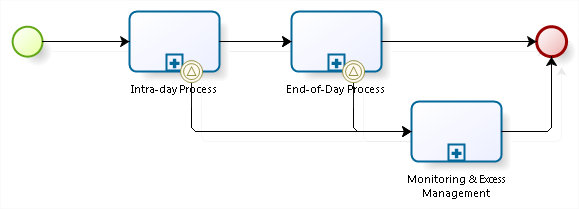 Intra-day Process
End-of-Day Process
Monitoring & Excess
Management